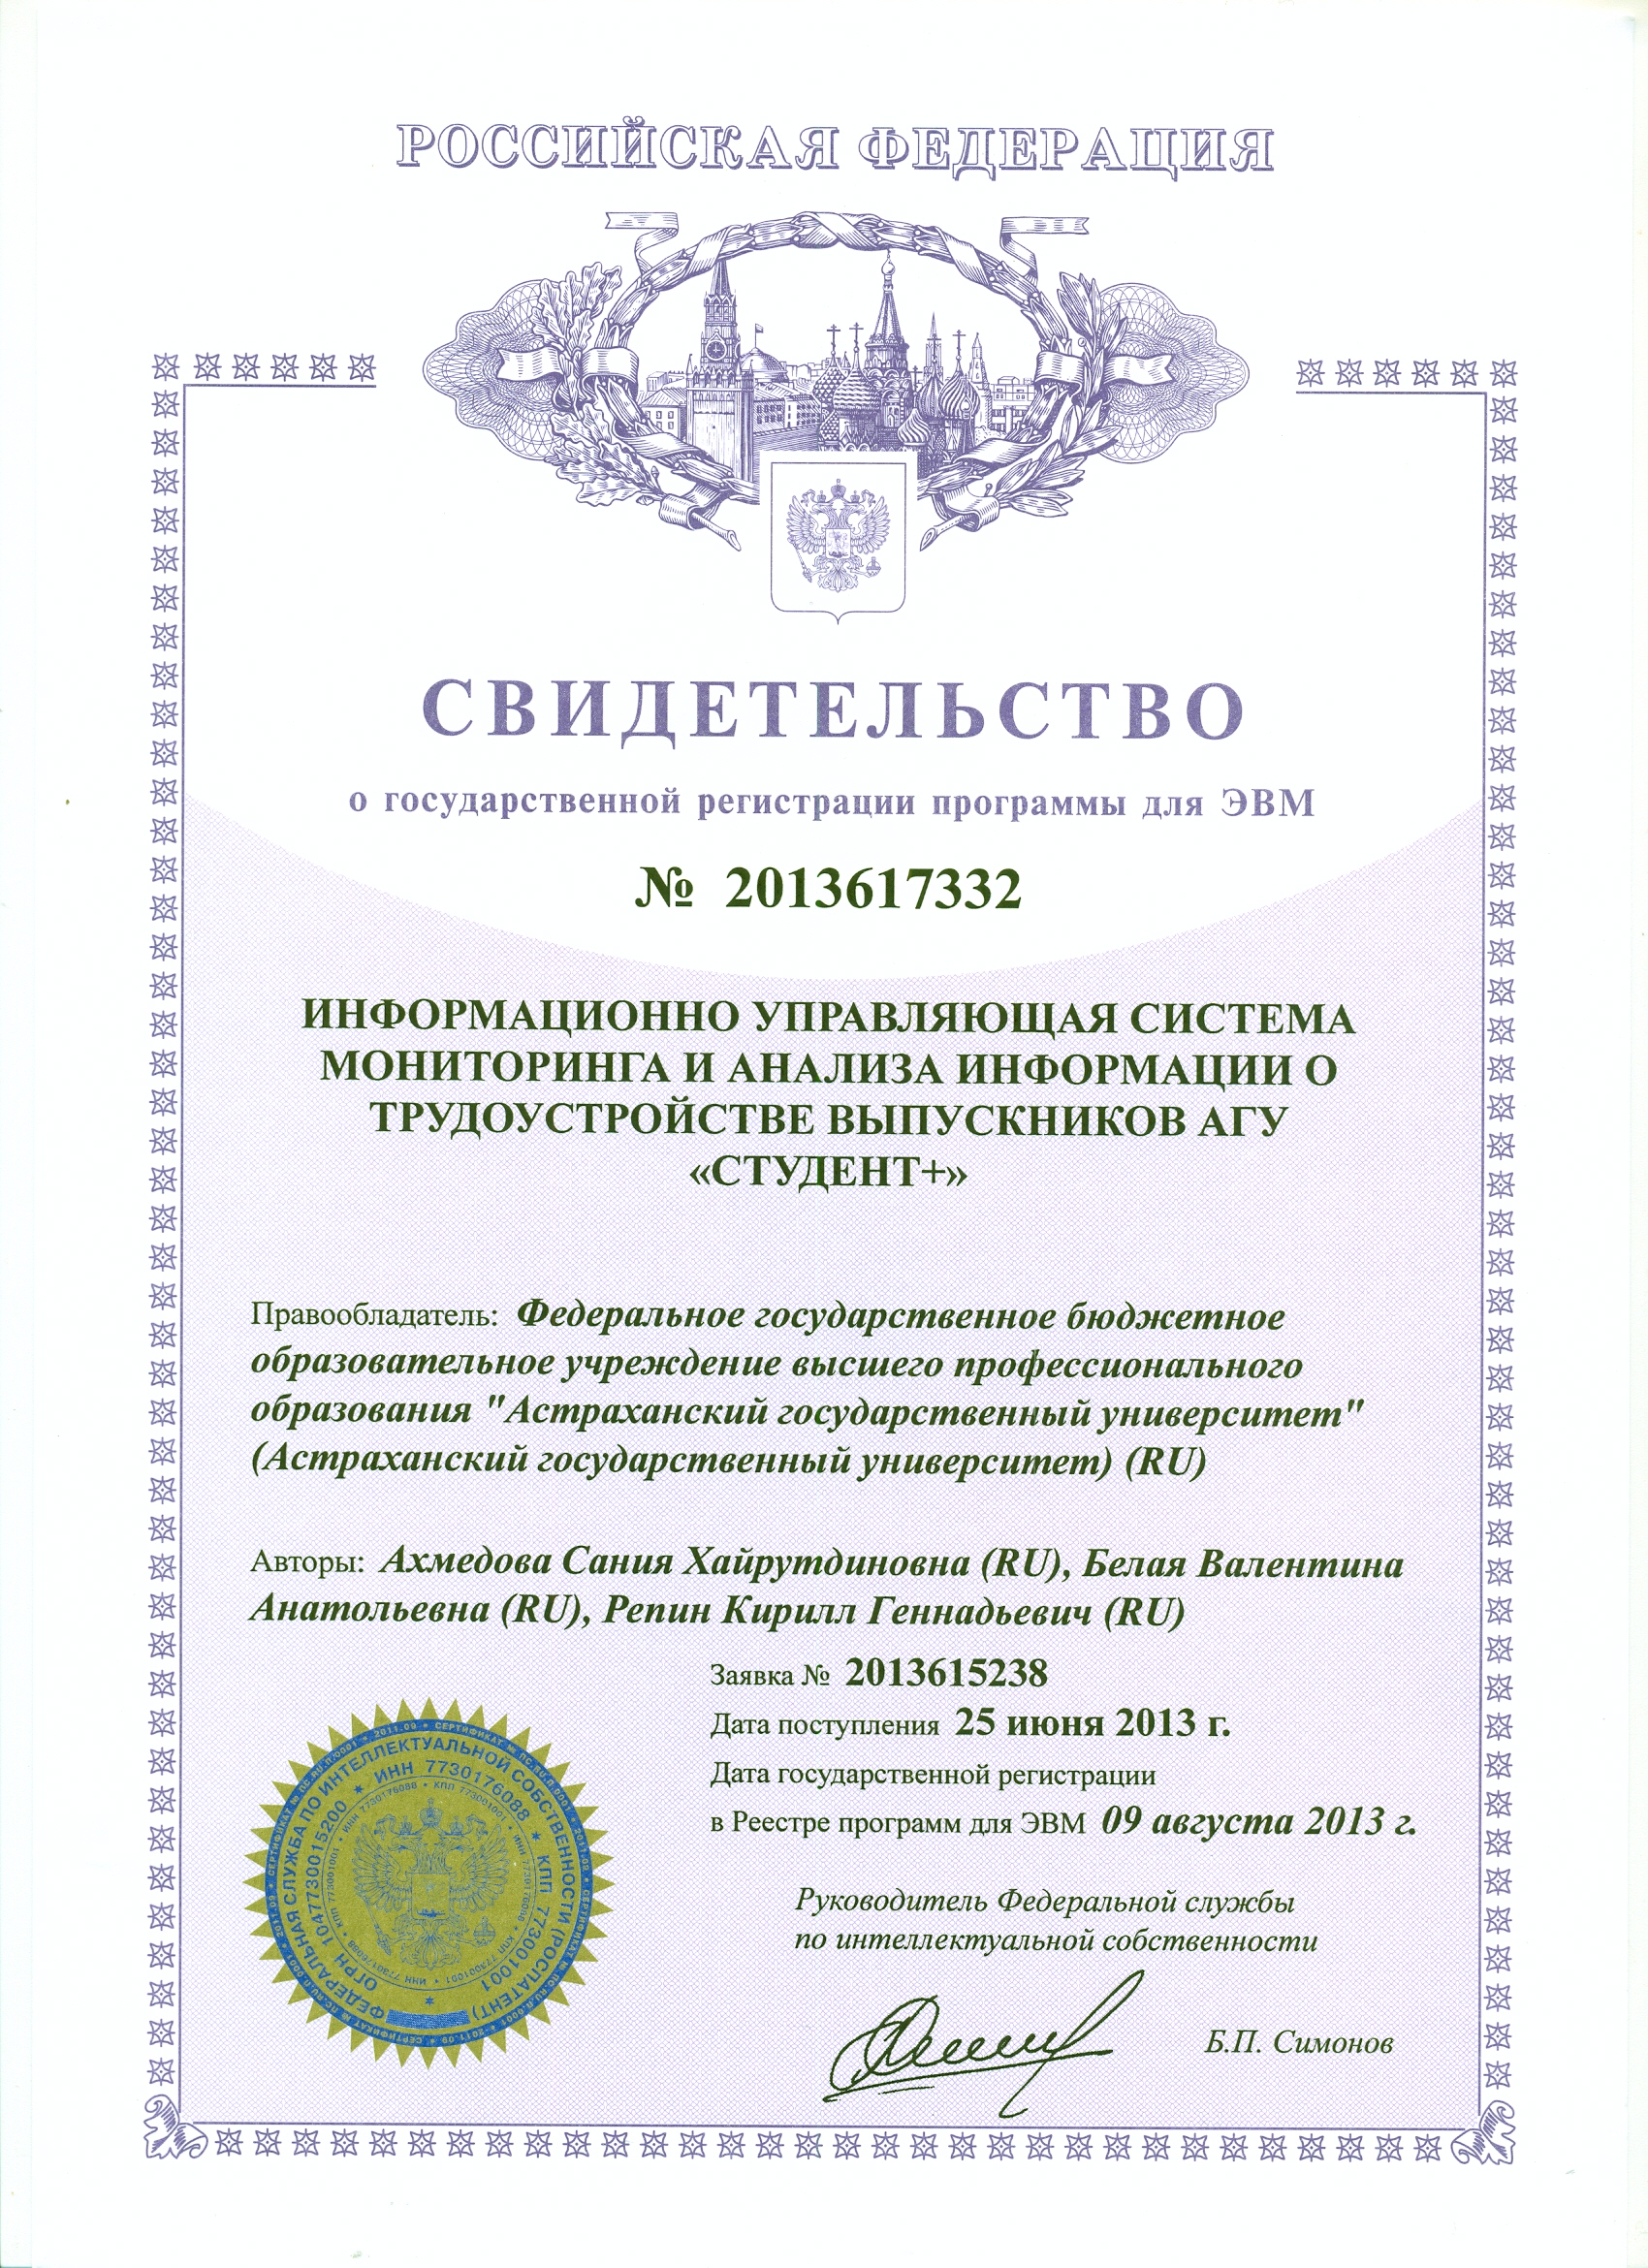 РОССИЙСКАЯ ФЕДЕРАЦИЯ
СВИДЕТЕЛЬСТВО
о государственной регистрации программы для ЭВМ
№ 2013617332
ИНФОРМАЦИОННО УПРАВЛЯЮЩАЯ СИСТЕМА
МОНИТОРИНГА И АНАЛИЗА ИНФОРМАЦИИ О
ТРУДОУСТРОЙСТВЕ ВЫПУСКНИКОВ АГУ
«СТУДЕНТ+»
Правообладатель: Федеральное государственное бюджетное
образовательное учреждение высшего профессионального
образования "Астраханский государственный университет"
(Астраханский государственный университет) (RU)
Авторы: Ахмедова Сания Хайрутдиновна (RU), Белая Валентина
Анатольевна (RU), Репин Кирилл Геннадьевич (RU)
Заявка № 2013615238
Дата поступления 25 июня 2013 г.
Дата государственной регистрации
в Реестре программ для ЭВМ 09 августа 2013 г.
Руководитель Федеральной службы
по интеллектуальной собственности
Б.П. Симонов
ФЕДЕРАЛЬНАЯ СЛУЖБА ПО ИНТЕЛЛЕКТУАЛЬНОЙ СОБСТВЕННОСТИ (РОСПАТЕНТ)
ОГРН 1047730015200 * ИНН 7730176088 * КПП 773001001